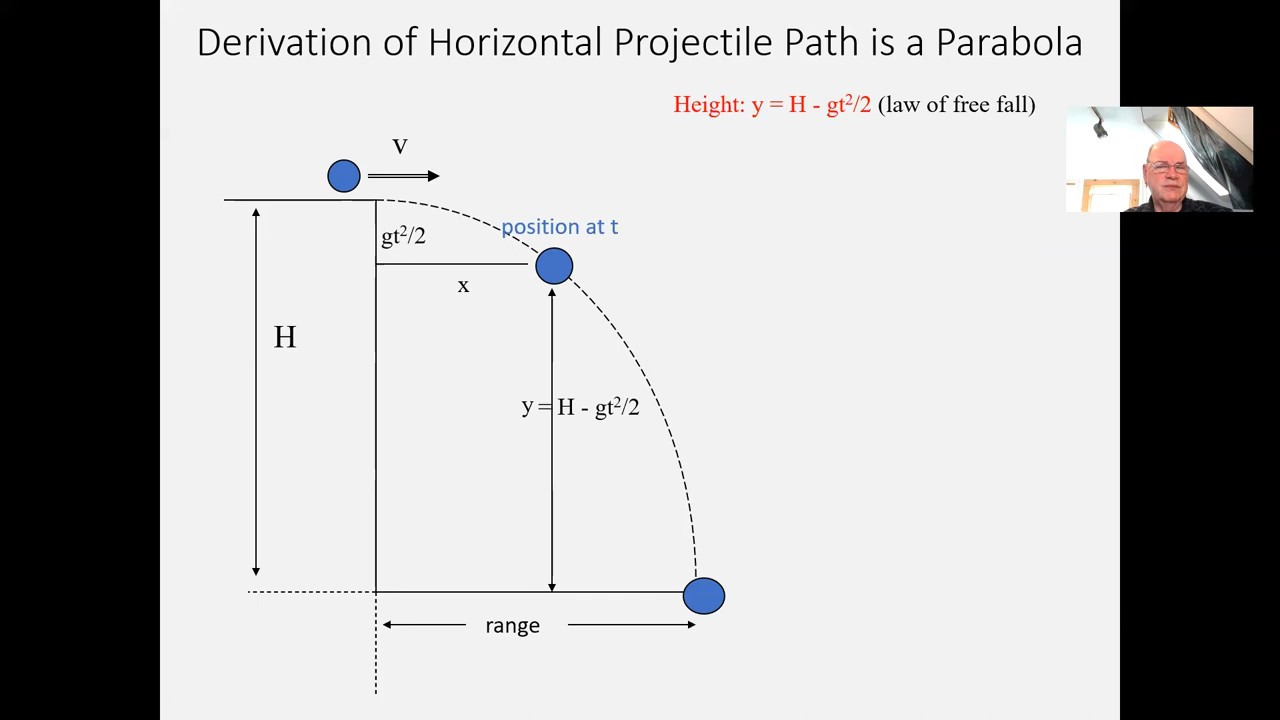 Derivation of Horizontal Projectile Path is a Parabola
Height: y = H - gt²/2 (law of free fall)
v
position at t
gt²/2
x
H
y = H - gt²/2
range